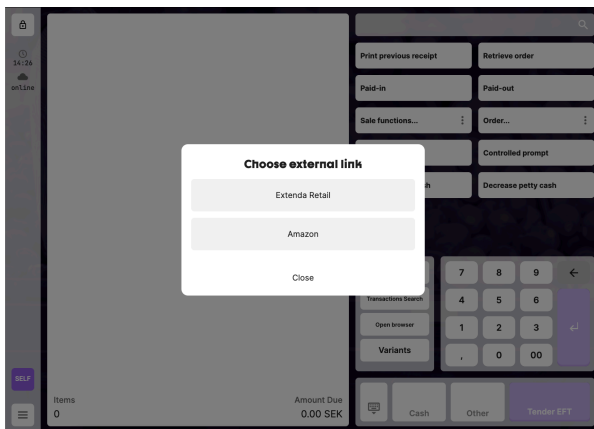 14:26
online
Print previous receipt
Retrieve order
Paid-in
Paid-out
Sale functions...
Order...
Controlled prompt
Decrease petty cash
Choose external link
Extenda Retail
Amazon
Close
Transactions Search
Open browser
Variants
7 8 9
4 5 6
1 2 3
, 0 00
SELF
Items
0
Amount Due
0.00 SEK
Cash
Other
Tender EFT